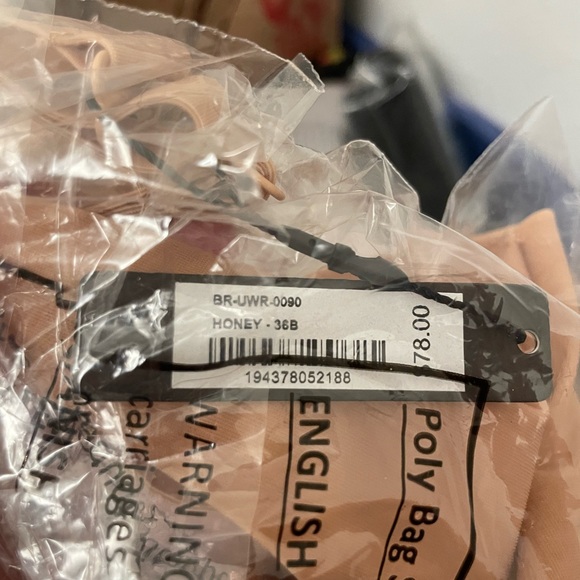 BR-UWR-0090
HONEY - 36B
194378052188
$78.00
Poly Bag
ENGLISH
WARNING
carriages